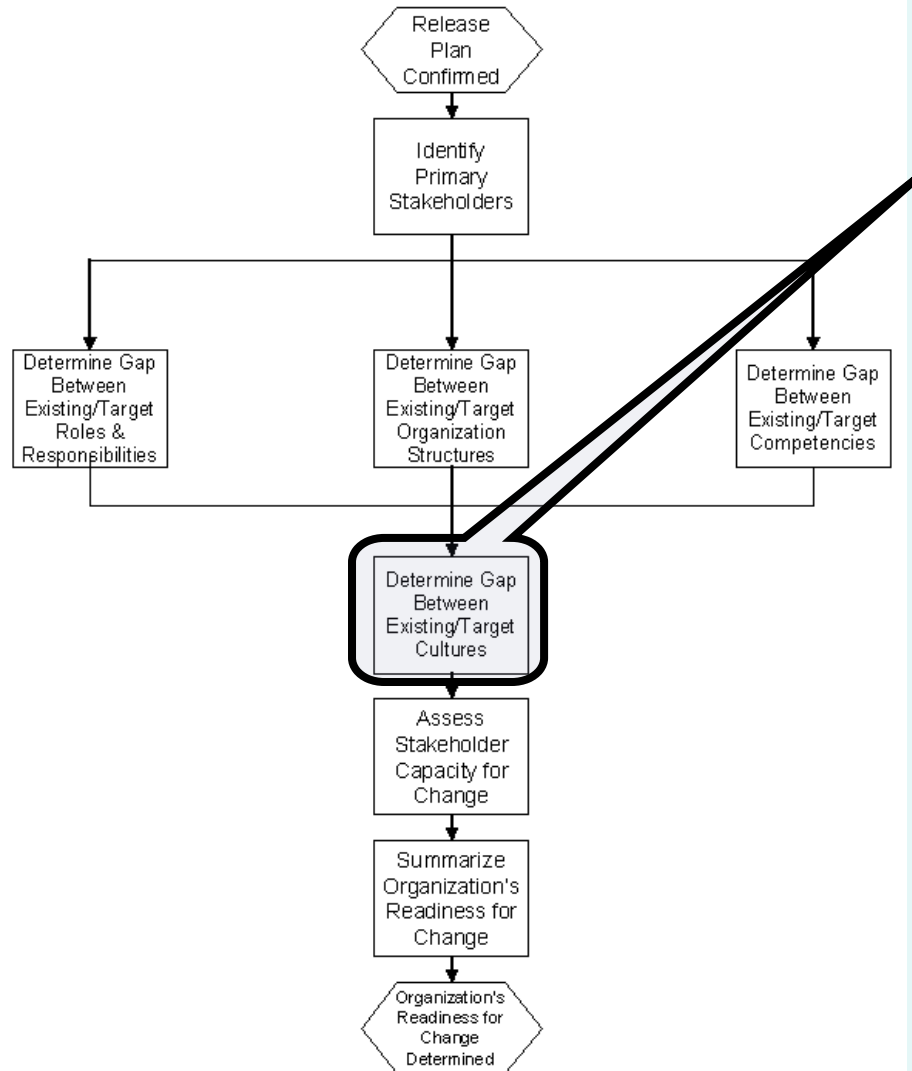 Release
Plan
Confirmed
Identify
Primary
Stakeholders
Determine Gap
Between
Existing/Target
Roles &
Responsibilities
Determine Gap
Between
Existing/Target
Organization
Structures
Determine Gap
Between
Existing/Target
Competencies
Determine Gap
Between
Existing/Target
Cultures
Assess
Stakeholder
Capacity for
Change
Summarize
Organization's
Readiness for
Change
Organization's
Readiness for
Change
Determined